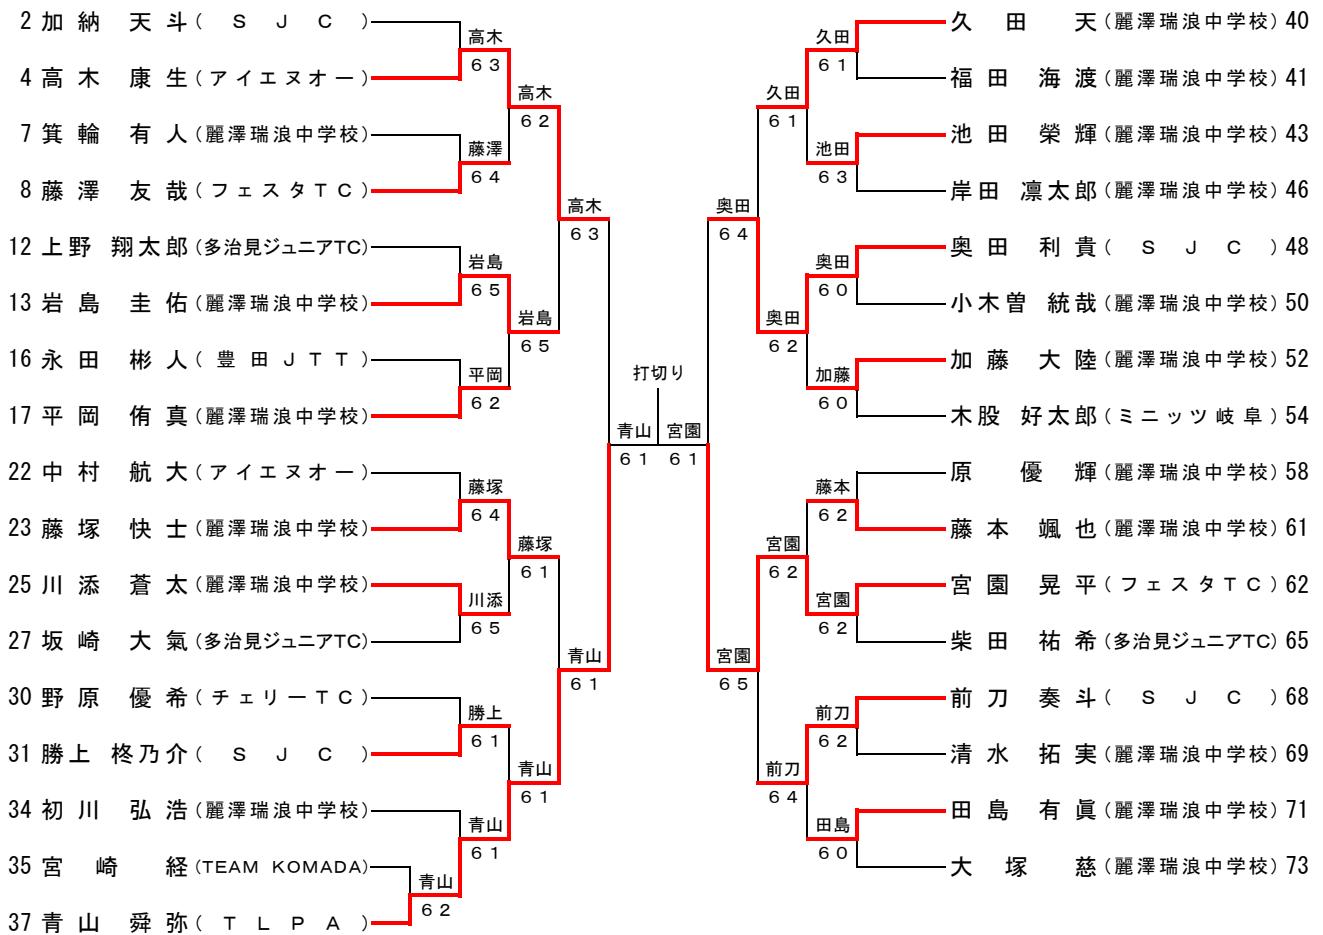 2 加納 天斗 (ＳＪＣ)
4 高木 康生 (アイエヌオー)
7 箕輪 有人 (麗澤瑞浪中学校)
8 藤澤 友哉 (フェスタＴＣ)
12 上野 翔太郎 (多治見ジュニアTC)
13 岩島 圭佑 (麗澤瑞浪中学校)
16 永田 彬人 (豊田ＪＴＴ)
17 平岡 侑真 (麗澤瑞浪中学校)
22 中村 航大 (アイエヌオー)
23 藤塚 快士 (麗澤瑞浪中学校)
25 川添 蒼太 (麗澤瑞浪中学校)
27 坂崎 大氣 (多治見ジュニアTC)
30 野原 優希 (チェリーＴＣ)
31 勝上 柊乃介 (ＳＪＣ)
34 初川 弘浩 (麗澤瑞浪中学校)
35 宮崎 経 (TEAM KOMADA)
37 青山 舜弥 (ＴＬＰＡ)
青山
６２
高木
６３
藤澤
６４
岩島
６５
平岡
６２
藤塚
６４
川添
６５
勝上
６１
青山
６１
高木
６２
岩島
６５
藤塚
６１
青山
６１
高木
６３
青山
６１
打切り
青山 宮園
６１ ６１
奥田
６４
宮園
６５
久田
６１
奥田
６２
宮園
６２
前刀
６４
久田
６１
池田
６３
奥田
６０
加藤
６０
藤本
６２
宮園
６２
前刀
６２
田島
６０
久田 天 (麗澤瑞浪中学校) 40
福田 海渡 (麗澤瑞浪中学校) 41
池田 榮輝 (麗澤瑞浪中学校) 43
岸田 凛太郎 (麗澤瑞浪中学校) 46
奥田 利貴 (ＳＪＣ) 48
小木曽 統哉 (麗澤瑞浪中学校) 50
加藤 大陸 (麗澤瑞浪中学校) 52
木股 好太郎 (ミニッツ岐阜) 54
原 優輝 (麗澤瑞浪中学校) 58
藤本 颯也 (麗澤瑞浪中学校) 61
宮園 晃平 (フェスタＴＣ) 62
柴田 祐希 (多治見ジュニアTC) 65
前刀 奏斗 (ＳＪＣ) 68
清水 拓実 (麗澤瑞浪中学校) 69
田島 有眞 (麗澤瑞浪中学校) 71
大塚 慈 (麗澤瑞浪中学校) 73